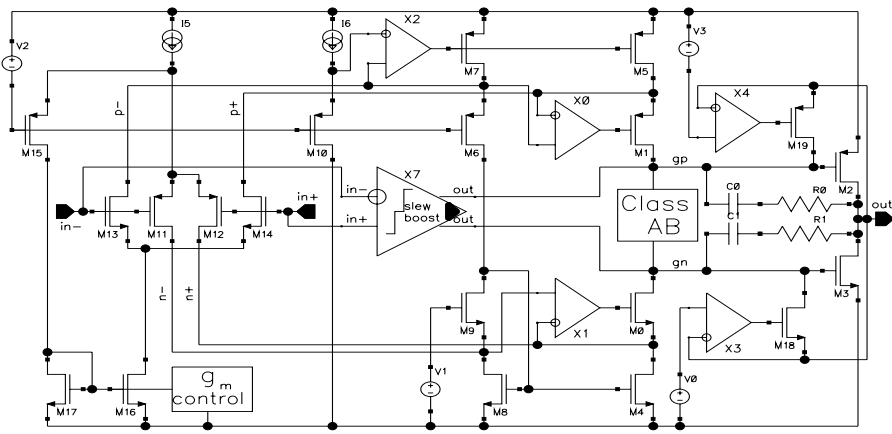 V2
I5
I6
X2
M7
M5
V3
X4
M19
M15
p-
p+
M10
M6
X0
M1
gp
M2
in-
M13
M11
M12
M14
in+
X7
in-
in+
slew
boost
out
out
Class
AB
C0
R0
C1
R1
out
n-
n+
gn
M3
M9
X1
M0
X3
M18
V1
V0
M17
M16
gm
control
M8
M4